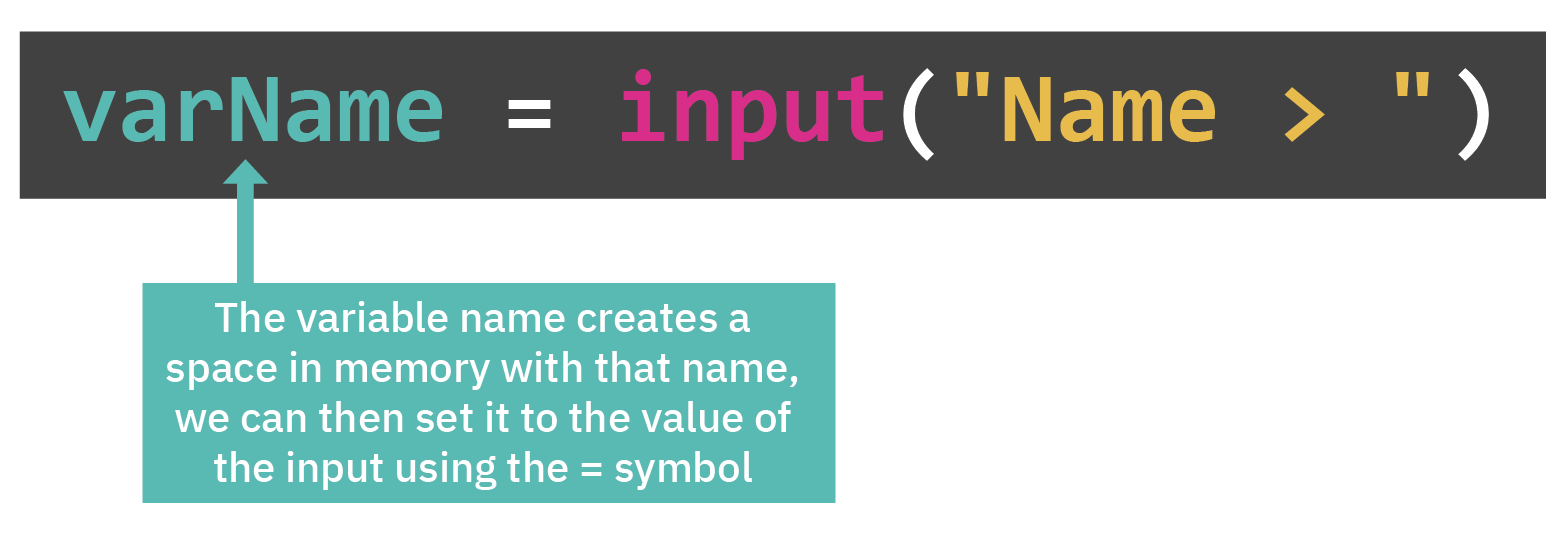 varName = input("Name > ")
The variable name creates a
space in memory with that name,
we can then set it to the value of
the input using the = symbol